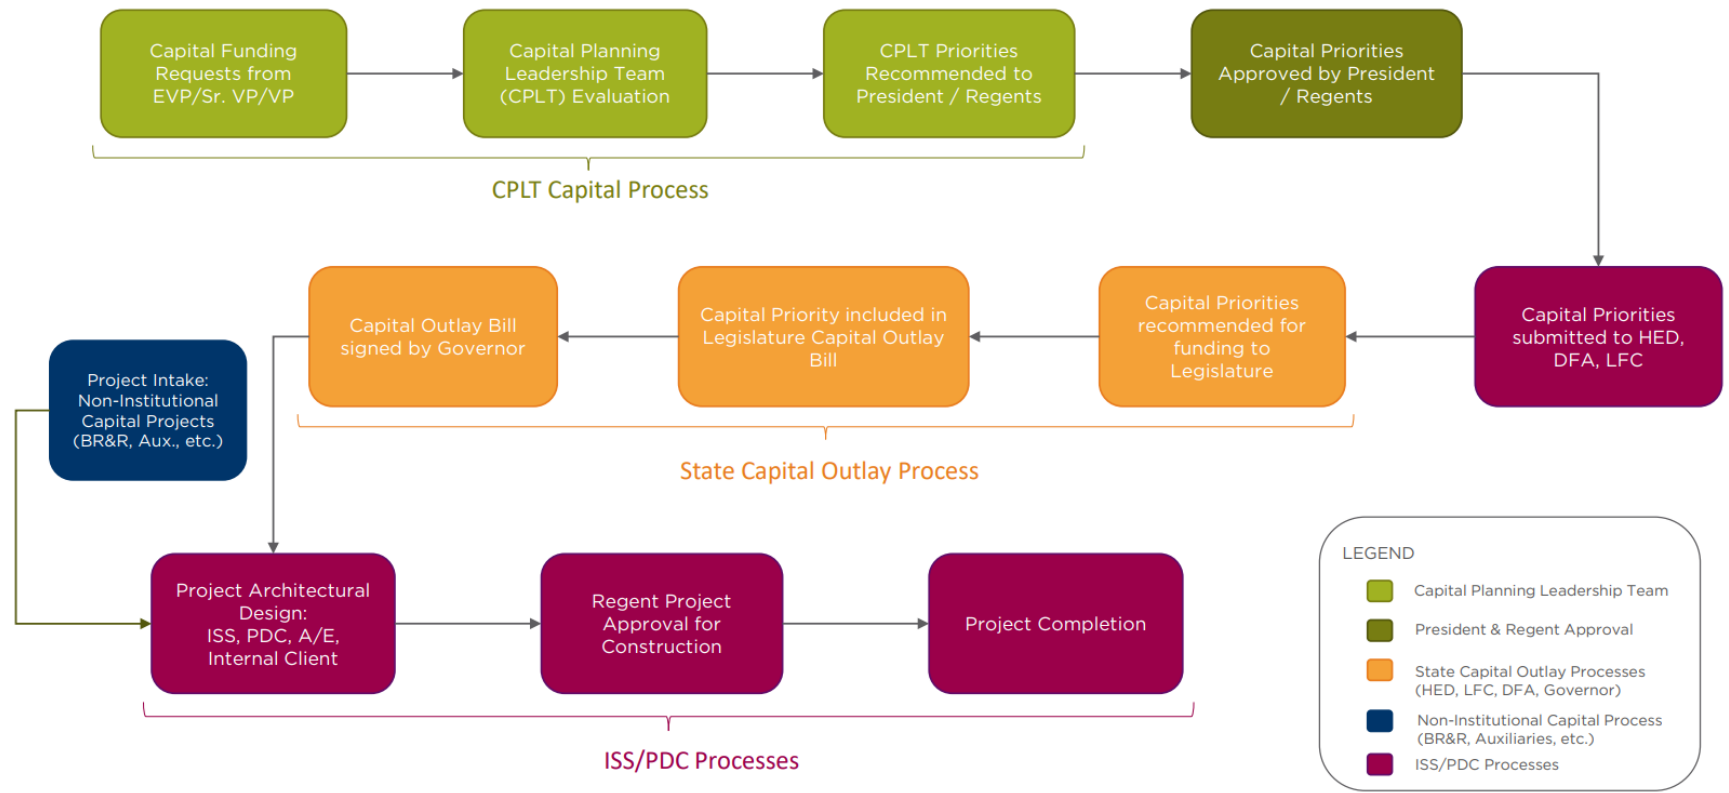 Capital Funding
Requests from
EVP/Sr. VP/VP
Capital Planning
Leadership Team
(CPLT) Evaluation
CPLT Priorities
Recommended to
President / Regents
Capital Priorities
Approved by President
/ Regents
CPLT Capital Process
Capital Priorities
submitted to HED,
DFA, LFC
Capital Priorities
recommended for
funding to
Legislature
Capital Priority included in
Legislature Capital Outlay
Bill
Capital Outlay Bill
signed by Governor
State Capital Outlay Process
Project Intake:
Non-Institutional
Capital Projects
(BR&R, Aux., etc.)
Project Architectural
Design:
ISS, PDC, A/E,
Internal Client
Regent Project
Approval for
Construction
Project Completion
ISS/PDC Processes
LEGEND
Capital Planning Leadership Team
President & Regent Approval
State Capital Outlay Processes
(HED, LFC, DFA, Governor)
Non-Institutional Capital Process
(BR&R, Auxiliaries, etc.)
ISS/PDC Processes